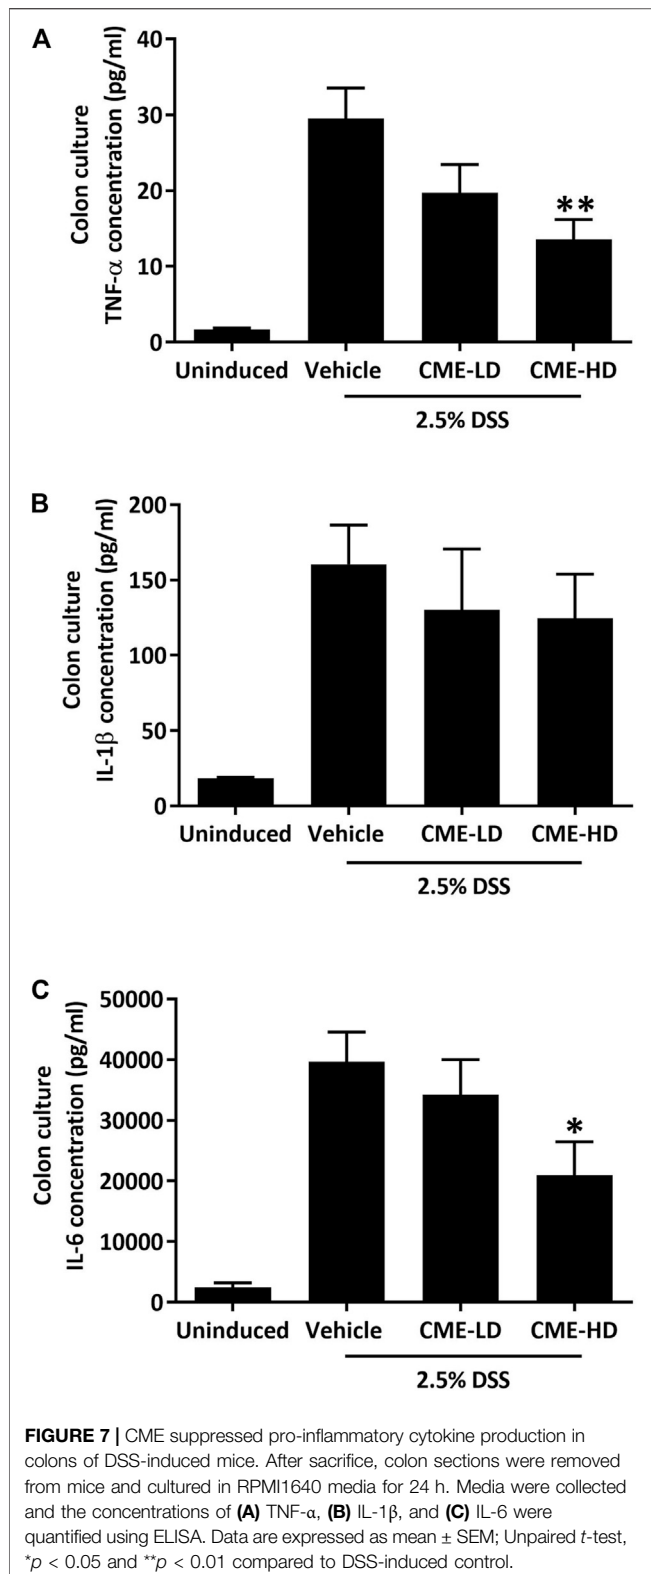 A
Colon culture
TNF-α concentration (pg/ml)
40
30
20
10
0
**
Uninduced Vehicle CME-LD CME-HD
2.5% DSS
B
Colon culture
IL-1β concentration (pg/ml)
200
150
100
50
0
Uninduced Vehicle CME-LD CME-HD
2.5% DSS
C
Colon culture
IL-6 concentration (pg/ml)
50000
40000
30000
20000
10000
0
*
Uninduced Vehicle CME-LD CME-HD
2.5% DSS
FIGURE 7 | CME suppressed pro-inflammatory cytokine production in
colons of DSS-induced mice. After sacrifice, colon sections were removed
from mice and cultured in RPMI1640 media for 24 h. Media were collected
and the concentrations of (A) TNF-α, (B) IL-1β, and (C) IL-6 were
quantified using ELISA. Data are expressed as mean ± SEM; Unpaired t-test,
*p < 0.05 and **p < 0.01 compared to DSS-induced control.